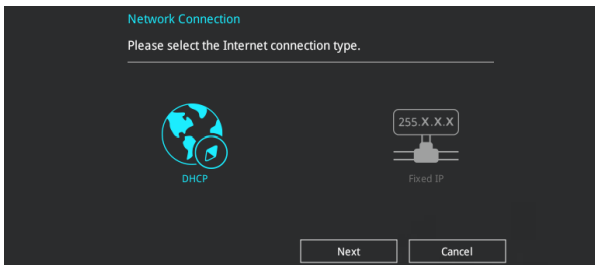 Network Connection
Please select the Internet connection type.
255.X.X.X
DHCP
Fixed IP
Next
Cancel